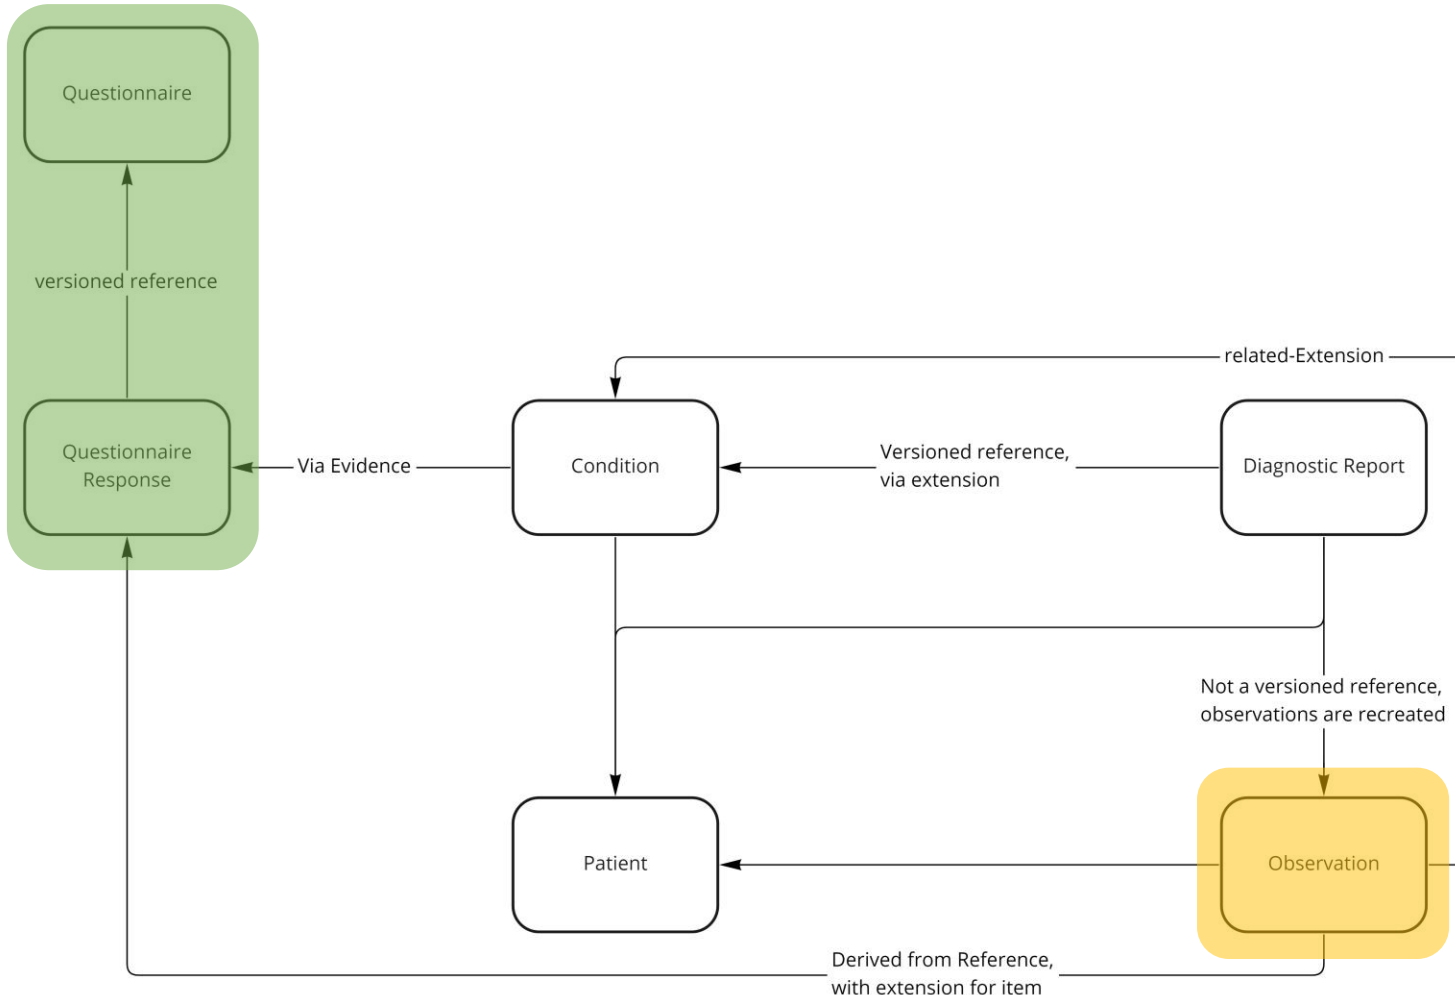 Questionnaire
versioned reference
related-Extension
Questionnaire
Response
Via Evidence
Condition
Versioned reference,
via extension
Diagnostic Report
Not a versioned reference,
observations are recreated
Patient
Observation
Derived from Reference,
with extension for item